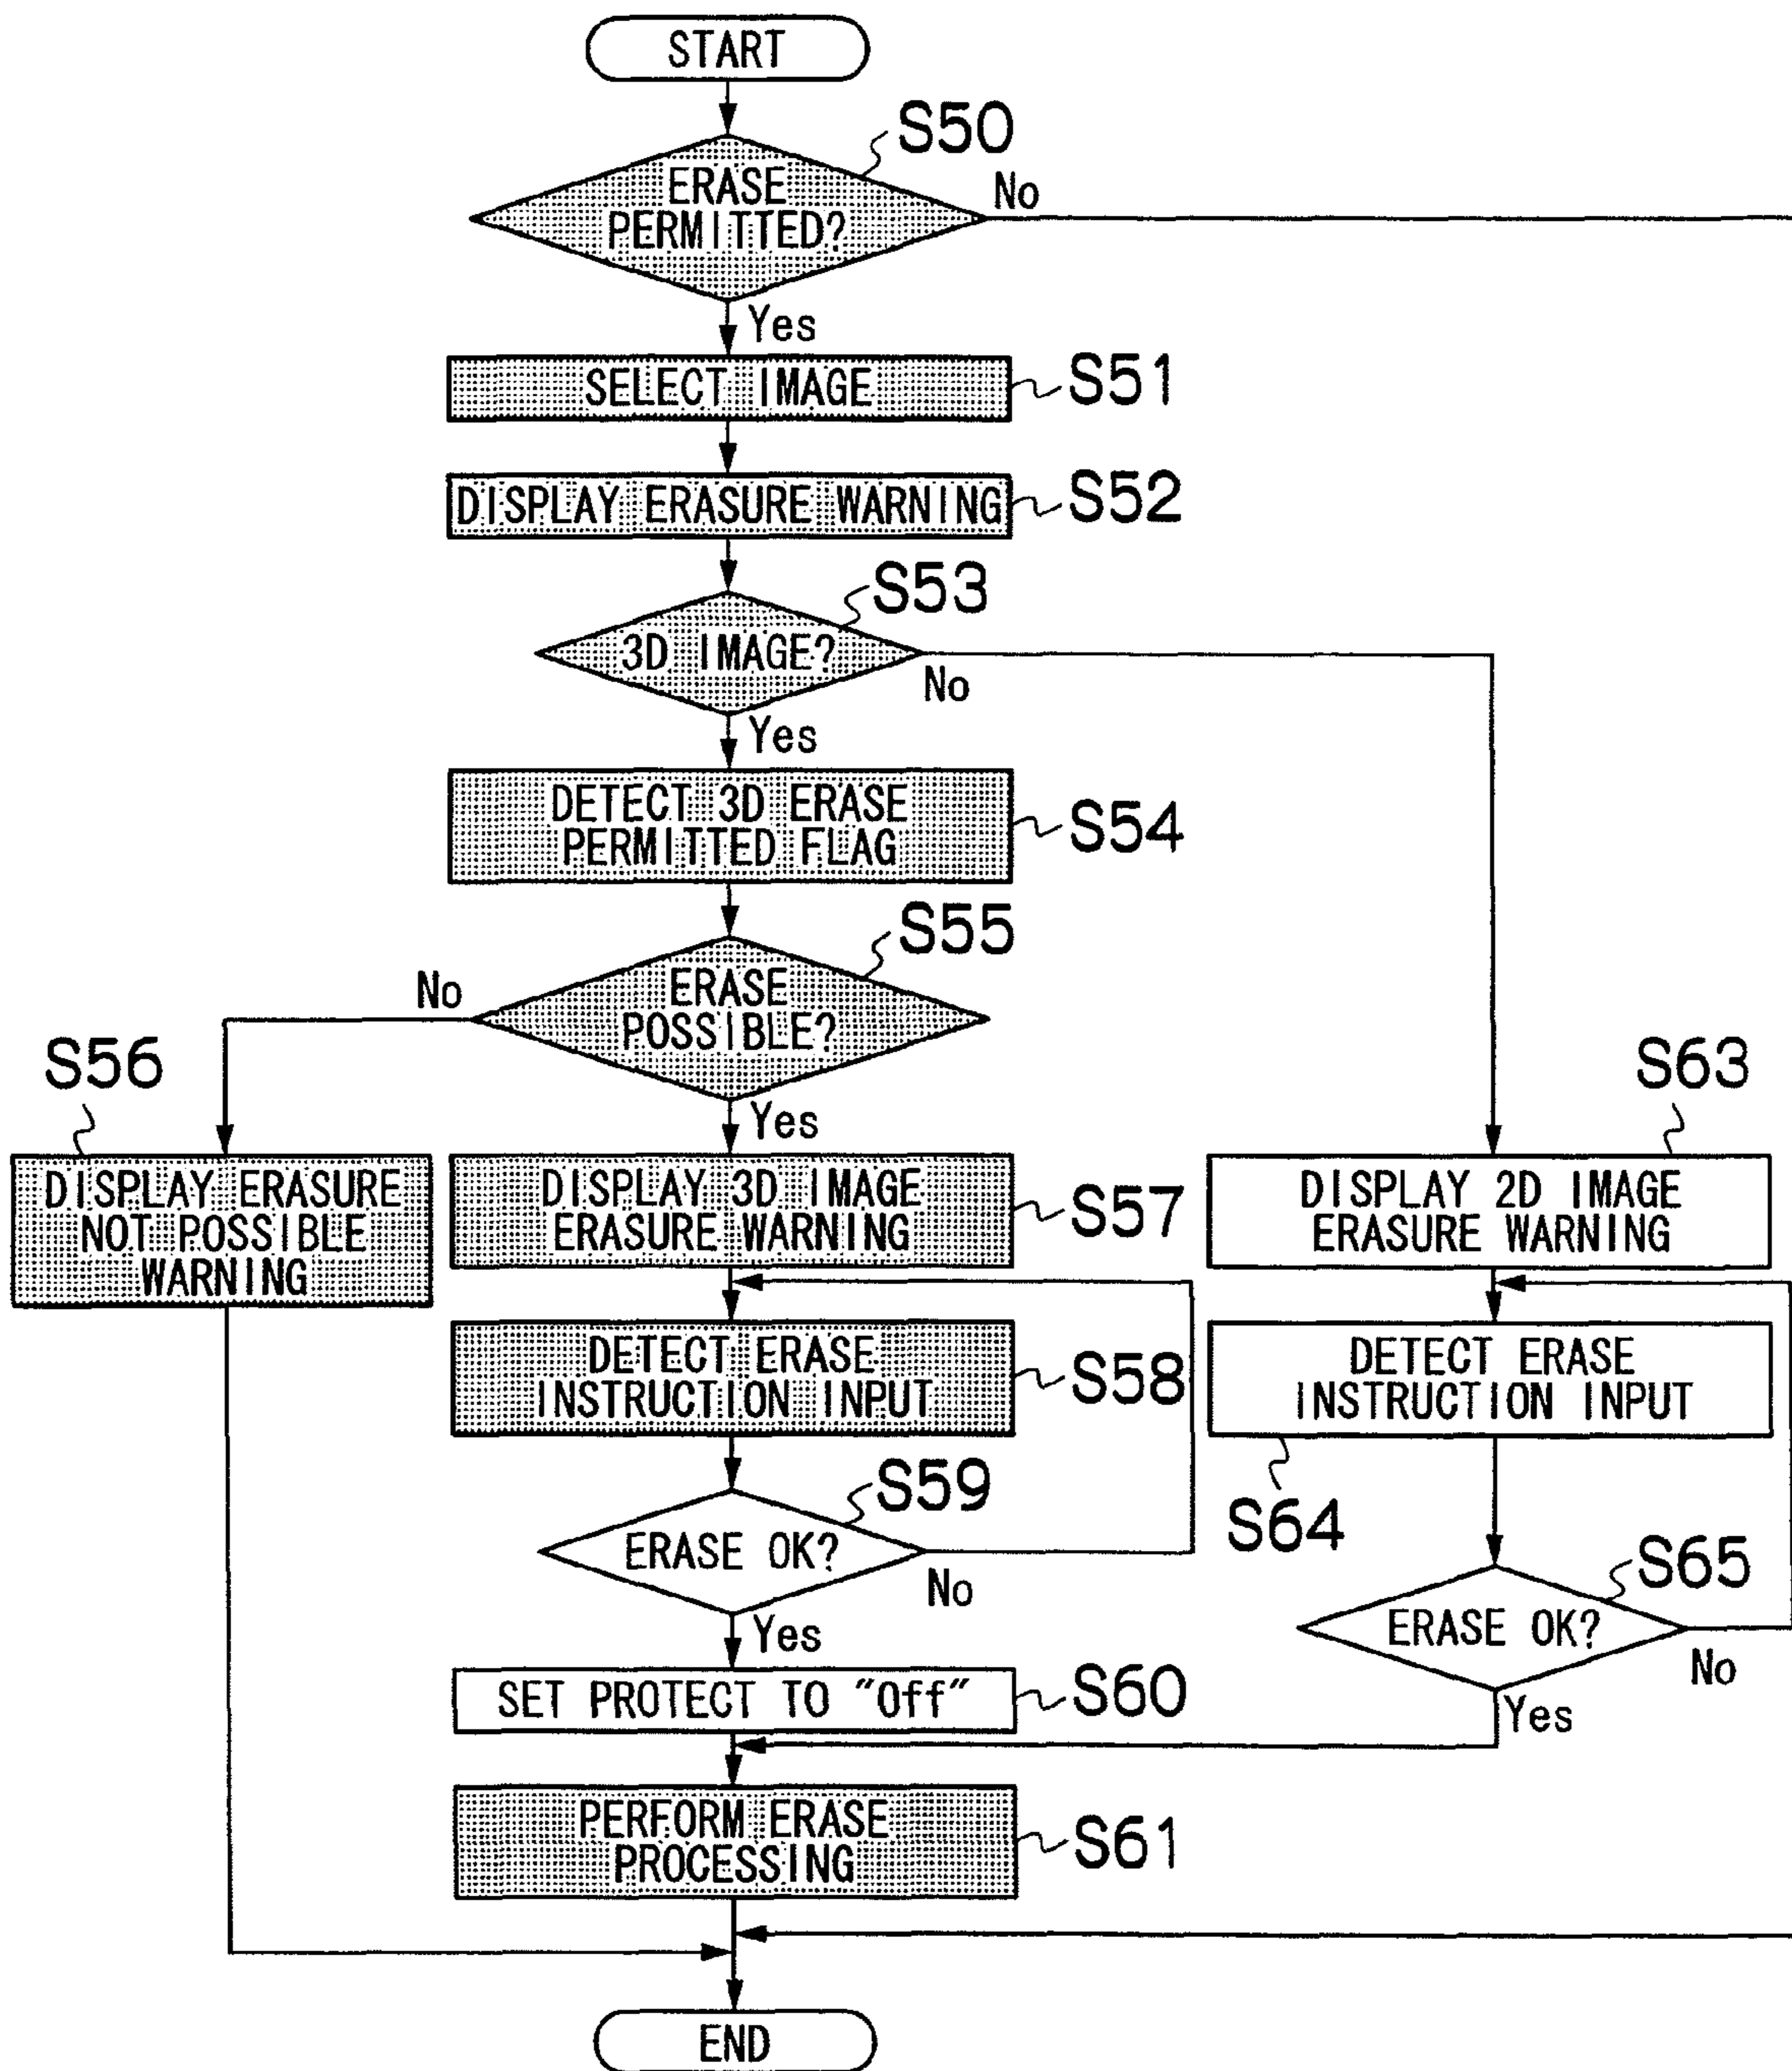 START
S50
ERASE
PERMITTED?
No
Yes
SELECT IMAGE
S51
DISPLAY ERASURE WARNING
S52
S53
3D IMAGE?
No
Yes
DETECT 3D ERASE
PERMITTED FLAG
S54
S55
ERASE
POSSIBLE?
No
Yes
S56
DISPLAY ERASURE
NOT POSSIBLE
WARNING
DISPLAY 3D IMAGE
ERASURE WARNING
S57
S63
DISPLAY 2D IMAGE
ERASURE WARNING
DETECT ERASE
INSTRUCTION INPUT
S58
DETECT ERASE
INSTRUCTION INPUT
S64
S59
ERASE OK?
No
Yes
S65
ERASE OK?
No
Yes
SET PROTECT TO "Off"
S60
PERFORM ERASE
PROCESSING
S61
END